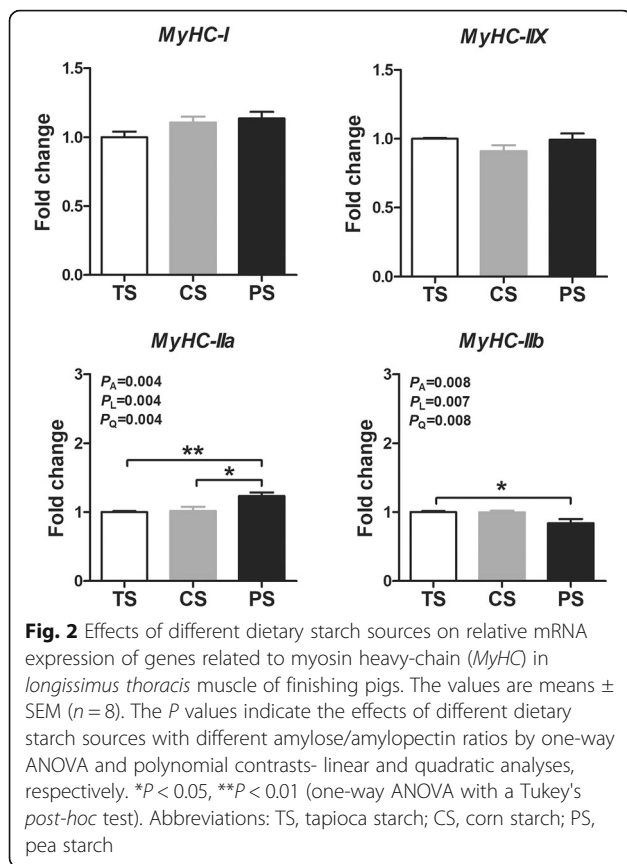 MyHC-I
Fold change
1.5
1.0
0.5
0.0
TS CS PS
MyHC-IIX
Fold change
1.5
1.0
0.5
0.0
TS CS PS
MyHC-IIa
Fold change
3
2
1
0
PA=0.004
PL=0.004
PQ=0.004
**
*
TS CS PS
MyHC-IIb
Fold change
3
2
1
0
PA=0.008
PL=0.007
PQ=0.008
*
TS CS PS
Fig. 2 Effects of different dietary starch sources on relative mRNA
expression of genes related to myosin heavy-chain (MyHC) in
longissimus thoracis muscle of finishing pigs. The values are means ±
SEM (n = 8). The P values indicate the effects of different dietary
starch sources with different amylose/amylopectin ratios by one-way
ANOVA and polynomial contrasts- linear and quadratic analyses,
respectively. *P < 0.05, **P < 0.01 (one-way ANOVA with a Tukey's
post-hoc test). Abbreviations: TS, tapioca starch; CS, corn starch; PS,
pea starch